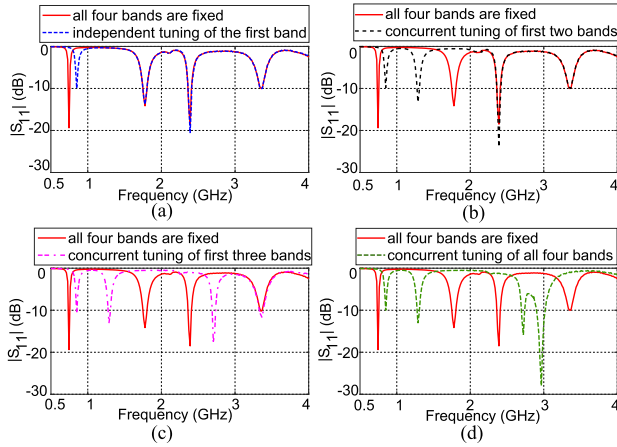 all four bands are fixed
independent tuning of the first band
0
-10
-20
-30
|S11| (dB)
0.5 1 2 3 4
Frequency (GHz)
(a)
all four bands are fixed
concurrent tuning of first two bands
0
-10
-20
-30
|S11| (dB)
0.5 1 2 3 4
Frequency (GHz)
(b)
all four bands are fixed
concurrent tuning of first three bands
0
-10
-20
-30
|S11| (dB)
0.5 1 2 3 4
Frequency (GHz)
(c)
all four bands are fixed
concurrent tuning of all four bands
0
-10
-20
-30
|S11| (dB)
0.5 1 2 3 4
Frequency (GHz)
(d)